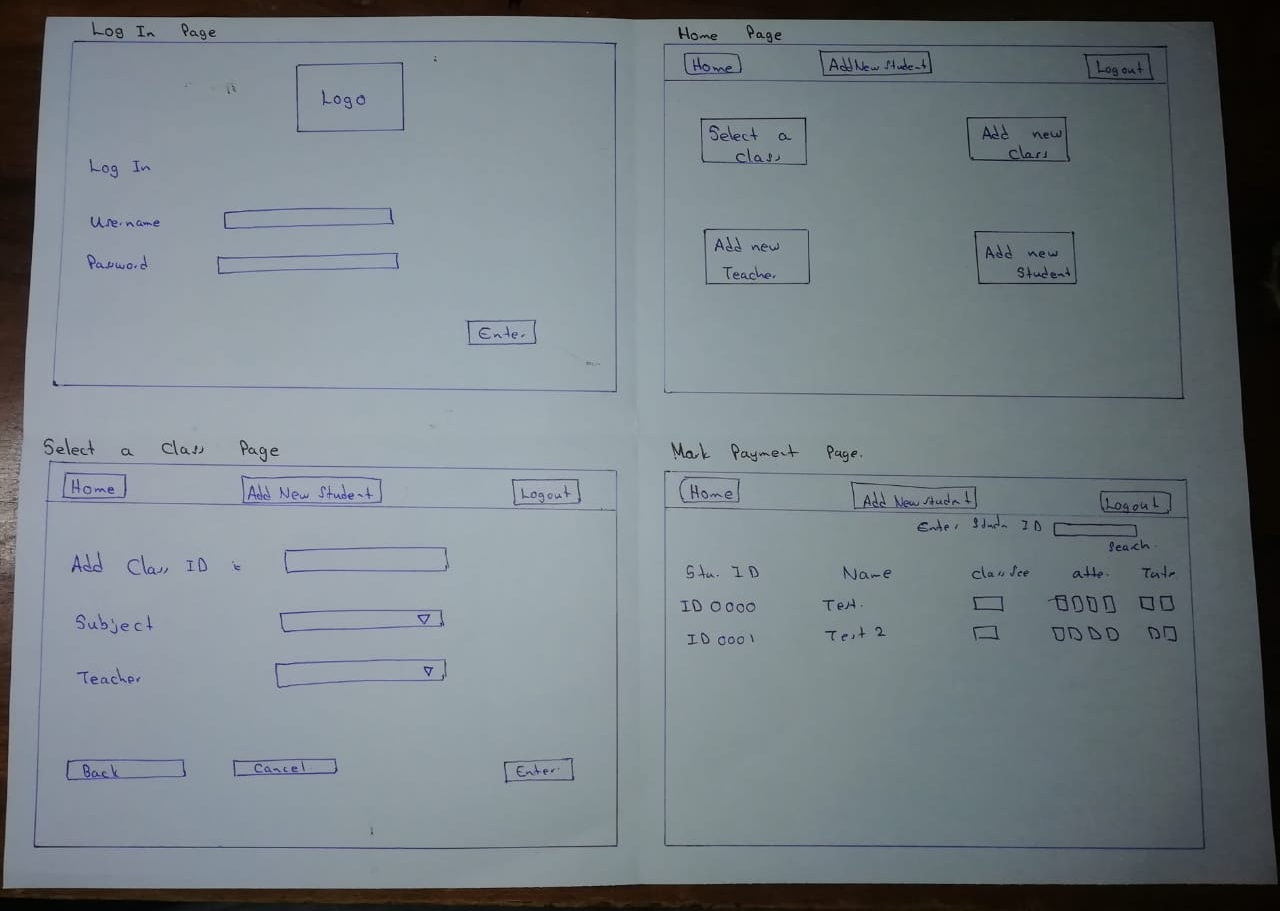 Log In Page
Logo
Log In
Username
Password
Enter
Home Page
Home
Add New Student
Logout
Select a
class
Add new
Class
Add new
Teacher
Add new
Student
Select a Class Page
Home
Add New Student
Logout
Add Class ID :
Subject
Teacher
Back
Cancel
Enter
Mark Payment Page.
Home
Add New Student
Logout
Enter ID
Search
Stu. ID Name class fee atte. Tute
ID 0000 Test
ID 0001 Test 2